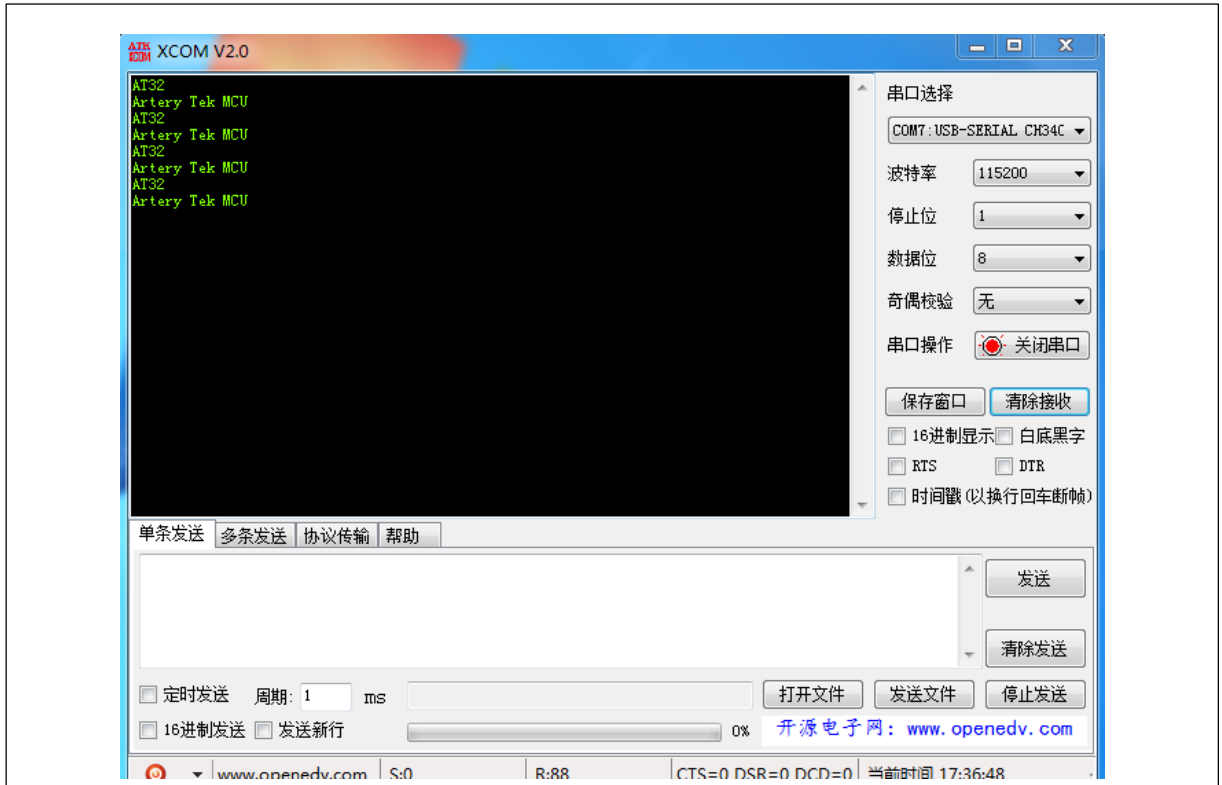 ATK XCOM XCOM V2.0
AT32
Artery Tek MCU
AT32
Artery Tek MCU
AT32
Artery Tek MCU
AT32
Artery Tek MCU
串口选择
COM7:USB-SERIAL CH34C
波特率 115200
停止位 1
数据位 8
奇偶校验 无
串口操作 关闭串口
保存窗口 清除接收
16进制显示 白底黑字
RTS DTR
时间戳(以换行回车断帧)
单条发送 多条发送 协议传输 帮助
发送
清除发送
定时发送 周期: 1 ms 打开文件 发送文件 停止发送
16进制发送 发送新行 0% 开源电子网: www.openedv.com
www.openedv.com S:0 R:88 CTS=0 DSR=0 DCD=0 当前时间 17:36:48